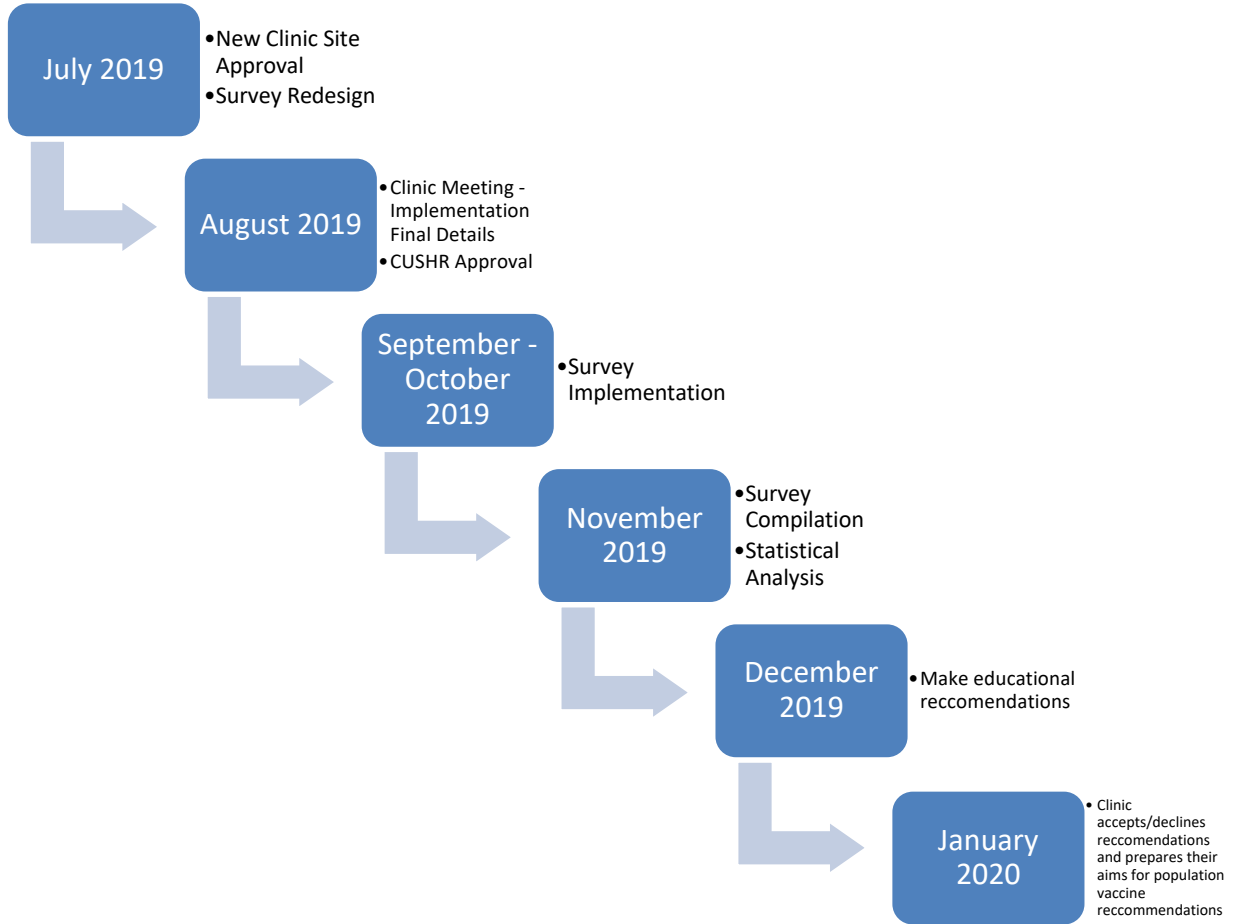 July 2019
•New Clinic Site
Approval
•Survey Redesign
August 2019
•Clinic Meeting -
Implementation
Final Details
•CUSHR Approval
September -
October
2019
•Survey
Implementation
November
2019
•Survey
Compilation
•Statistical
Analysis
December
2019
•Make educational
reccomendations
January
2020
• Clinic
accepts/declines
reccomendations
and prepares their
aims for population
vaccine
reccommendations